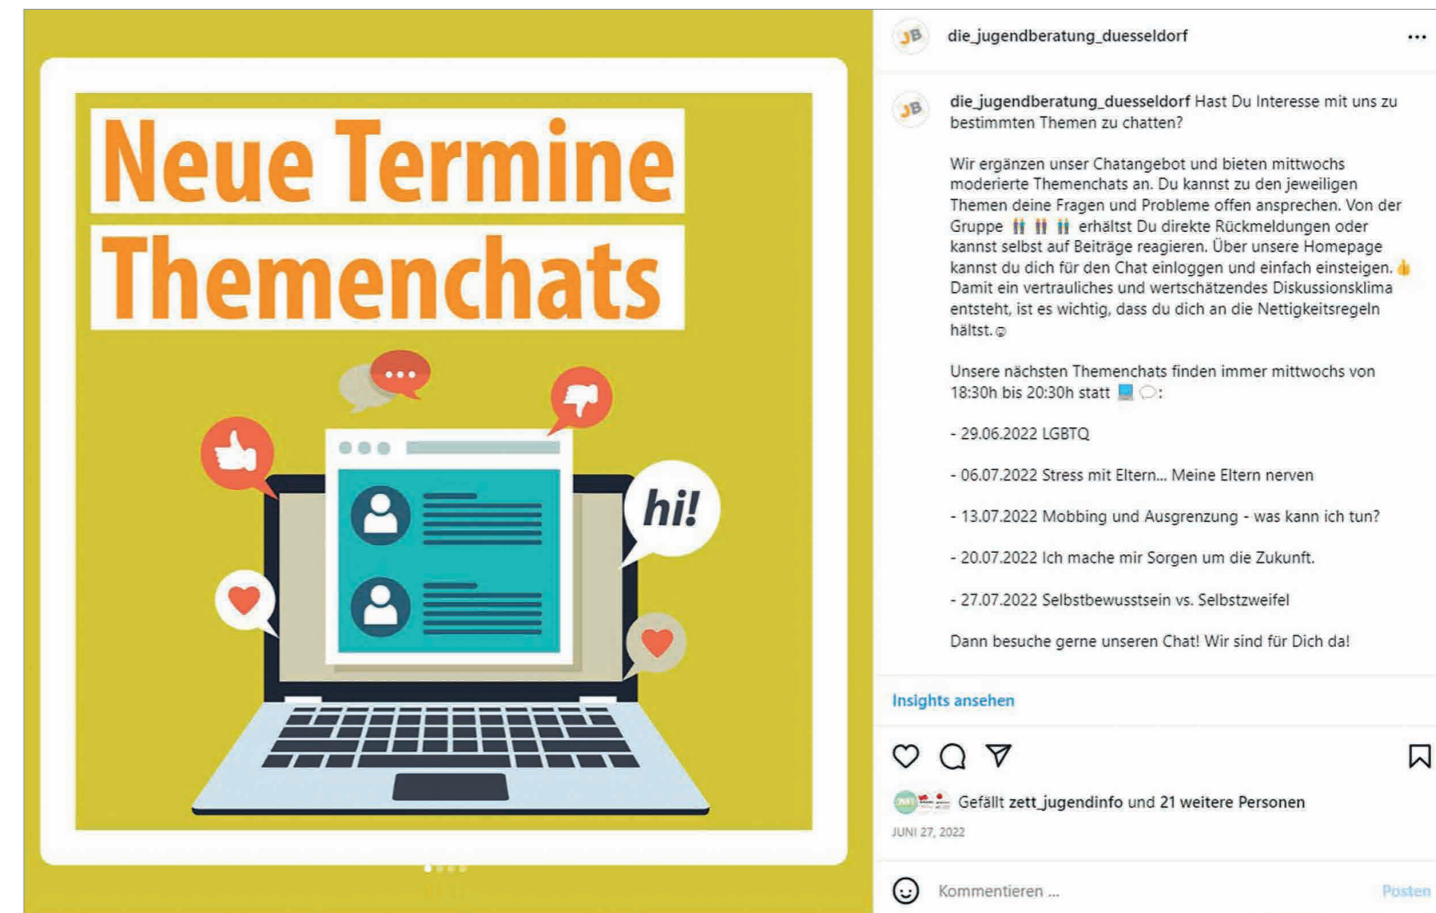 Neue Termine
Themenchats
hi!
JB
die_jugendberatung_duesseldorf
JB
die_jugendberatung_duesseldorf Hast Du Interesse mit uns zu
bestimmten Themen zu chatten?
Wir ergänzen unser Chatangebot und bieten mittwochs
moderierte Themenchats an. Du kannst zu den jeweiligen
Themen deine Fragen und Probleme offen ansprechen. Von der
Gruppe 👬 👬 👬 erhältst Du direkte Rückmeldungen oder
kannst selbst auf Beiträge reagieren. Über unsere Homepage
kannst du dich für den Chat einloggen und einfach einsteigen.👍
Damit ein vertrauliches und wertschätzendes Diskussionsklima
entsteht, ist es wichtig, dass du dich an die Nettigkeitsregeln
hältst.☺
Unsere nächsten Themenchats finden immer mittwochs von
18:30h bis 20:30h statt 💻 💬:
- 29.06.2022 LGBTQ
- 06.07.2022 Stress mit Eltern... Meine Eltern nerven
- 13.07.2022 Mobbing und Ausgrenzung - was kann ich tun?
- 20.07.2022 Ich mache mir Sorgen um die Zukunft.
- 27.07.2022 Selbstbewusstsein vs. Selbstzweifel
Dann besuche gerne unseren Chat! Wir sind für Dich da!
Insights ansehen
Gefällt zett_jugendinfo und 21 weitere Personen
JUNI 27, 2022
Kommentieren ...
Posten